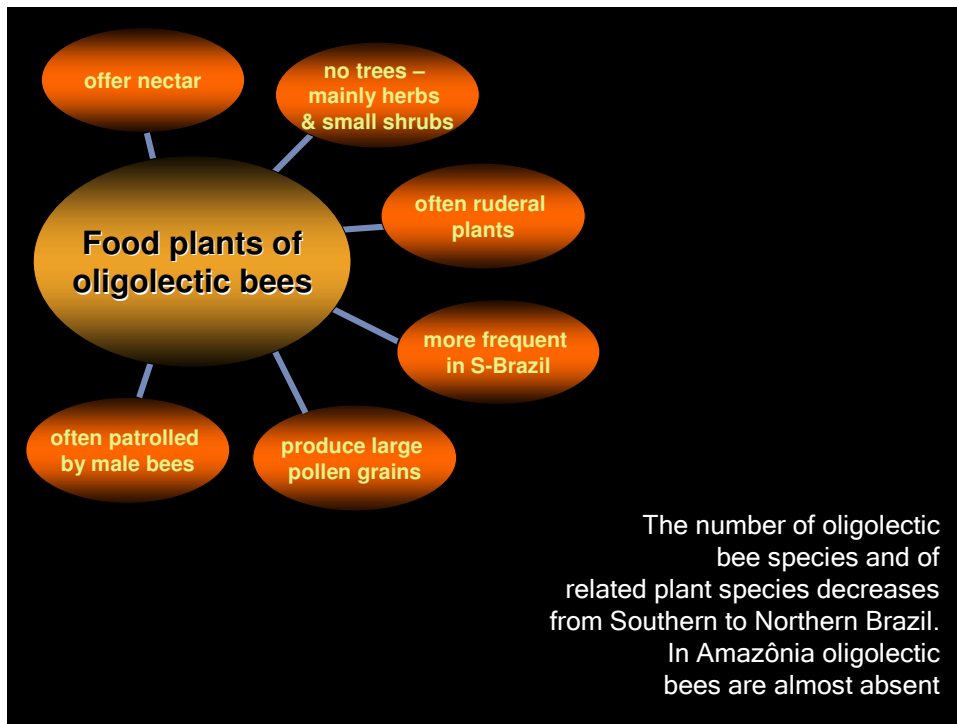 offer nectar
no trees –
mainly herbs
& small shrubs
often ruderal
plants
Food plants of
oligolectic bees
more frequent
in S-Brazil
often patrolled
by male bees
produce large
pollen grains
The number of oligolectic
bee species and of
related plant species decreases
from Southern to Northern Brazil.
In Amazônia oligolectic
bees are almost absent